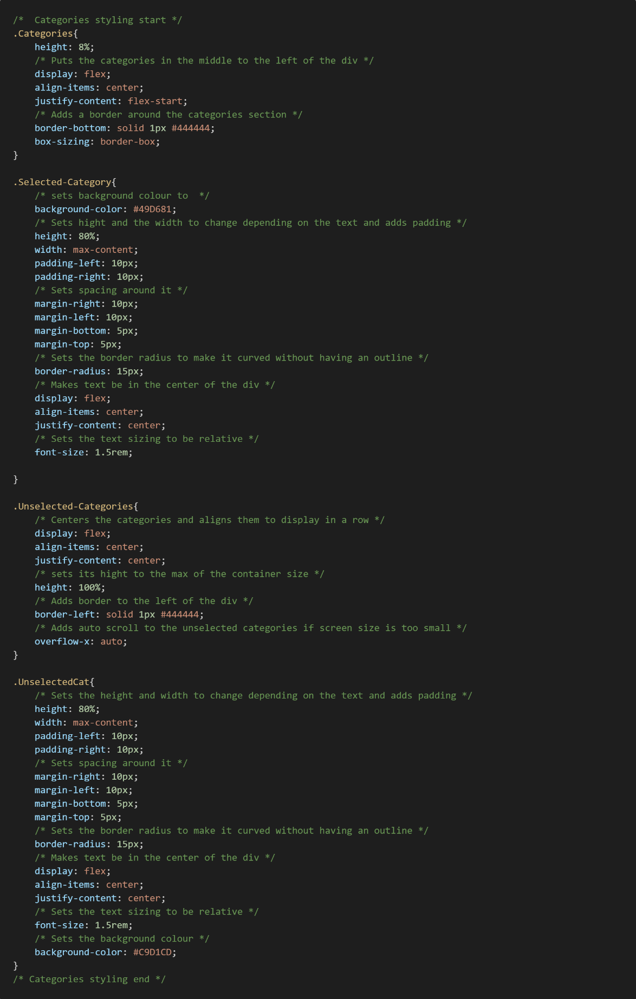 /*  Categories styling start */
.Categories{
    height: 8%;
    /* Puts the categories in the middle to the left of the div */
    display: flex;
    align-items: center;
    justify-content: flex-start;
    /* Adds a border around the categories section */
    border-bottom: solid 1px #444444;
    box-sizing: border-box;
}

.Selected-Category{
    /* sets background colour to  */
    background-color: #49D681;
    /* Sets hight and the width to change depending on the text and adds padding */
    height: 80%;
    width: max-content;
    padding-left: 10px;
    padding-right: 10px;
    /* Sets spacing around it */
    margin-right: 10px;
    margin-left: 10px;
    margin-bottom: 5px;
    margin-top: 5px;
    /* Sets the border radius to make it curved without having an outline */
    border-radius: 15px;
    /* Makes text be in the center of the div */
    display: flex;
    align-items: center;
    justify-content: center;
    /* Sets the text sizing to be relative */
    font-size: 1.5rem;

}

.Unselected-Categories{
    /* Centers the categories and aligns them to display in a row */
    display: flex;
    align-items: center;
    justify-content: center;
    /* sets its hight to the max of the container size */
    height: 100%;
    /* Adds border to the left of the div */
    border-left: solid 1px #444444;
    /* Adds auto scroll to the unselected categories if screen size is too small */
    overflow-x: auto;
}

.UnselectedCat{
    /* Sets the height and width to change depending on the text and adds padding */
    height: 80%;
    width: max-content;
    padding-left: 10px;
    padding-right: 10px;
    /* Sets spacing around it */
    margin-right: 10px;
    margin-left: 10px;
    margin-bottom: 5px;
    margin-top: 5px;
    /* Sets the border radius to make it curved without having an outline */
    border-radius: 15px;
    /* Makes text be in the center of the div */
    display: flex;
    align-items: center;
    justify-content: center;
    /* Sets the text sizing to be relative */
    font-size: 1.5rem;
    /* Sets the background colour */
    background-color: #C9D1CD;
}
/* Categories styling end */